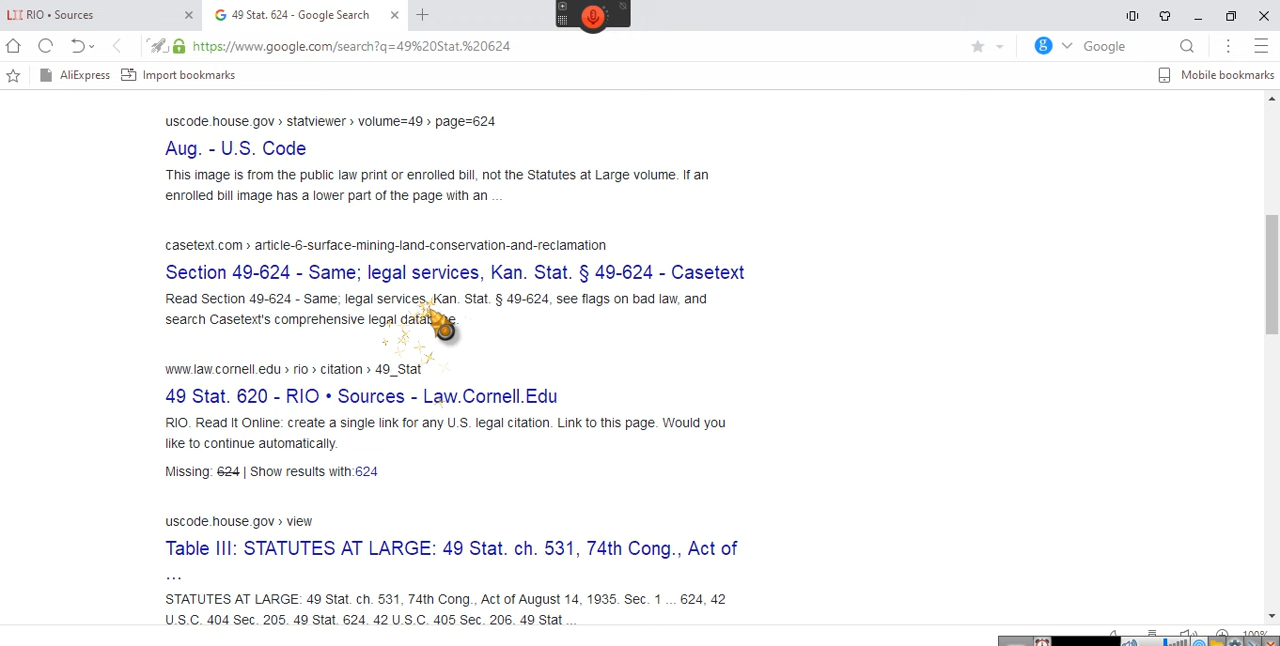 RIO • Sources
49 Stat. 624 - Google Search
https://www.google.com/search?q=49%20Stat.%20624
Google
AliExpress
Import bookmarks
Mobile bookmarks
uscode.house.gov › statviewer › volume=49 › page=624
Aug. - U.S. Code
This image is from the public law print or enrolled bill, not the Statutes at Large volume. If an
enrolled bill image has a lower part of the page with an ...
casetext.com › article-6-surface-mining-land-conservation-and-reclamation
Section 49-624 - Same; legal services, Kan. Stat. § 49-624 - Casetext
Read Section 49-624 - Same; legal services, Kan. Stat. § 49-624, see flags on bad law, and
search Casetext's comprehensive legal database.
www.law.cornell.edu › rio › citation › 49_Stat
49 Stat. 620 - RIO • Sources - Law.Cornell.Edu
RIO. Read It Online: create a single link for any U.S. legal citation. Link to this page. Would you
like to continue automatically.
Missing: 624 | Show results with:624
uscode.house.gov › view
Table III: STATUTES AT LARGE: 49 Stat. ch. 531, 74th Cong., Act of
...
STATUTES AT LARGE: 49 Stat. ch. 531, 74th Cong., Act of August 14, 1935. Sec. 1 ... 624, 42
U.S.C. 404 Sec. 205. 49 Stat. 624. 42 U.S.C. 405 Sec. 206. 49 Stat ...
100%